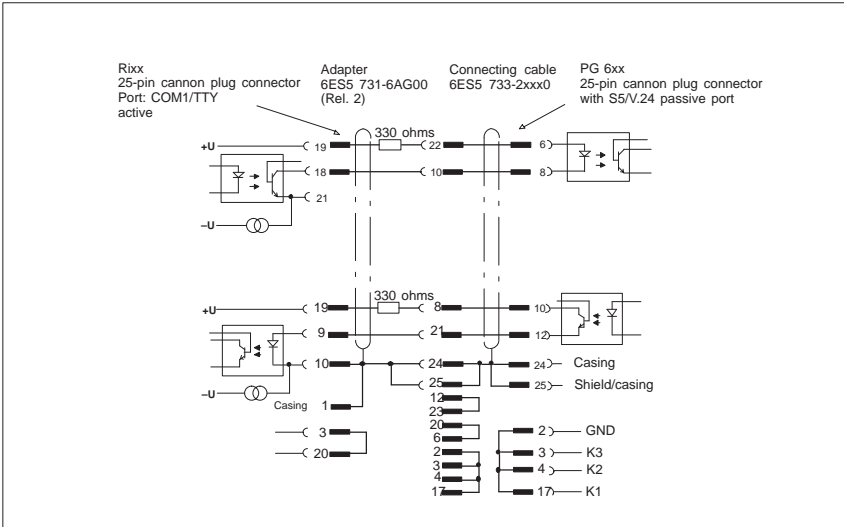 Rixx
25-pin cannon plug connector
Port: COM1/TTY
active
Adapter
6ES5 731-6AG00
(Rel. 2)
Connecting cable
6ES5 733-2xxx0
PG 6xx
25-pin cannon plug connector
with S5/V.24 passive port
+U 19 330 ohms 22 6
18 10 8
21
–U
+U 19 330 ohms 8 10
9 21 12
10 24 24 Casing
–U 25 25 Shield/casing
Casing 1 12
23
3 20 2 GND
20 6 3 K3
2 4 K2
3 17 K1
4
17